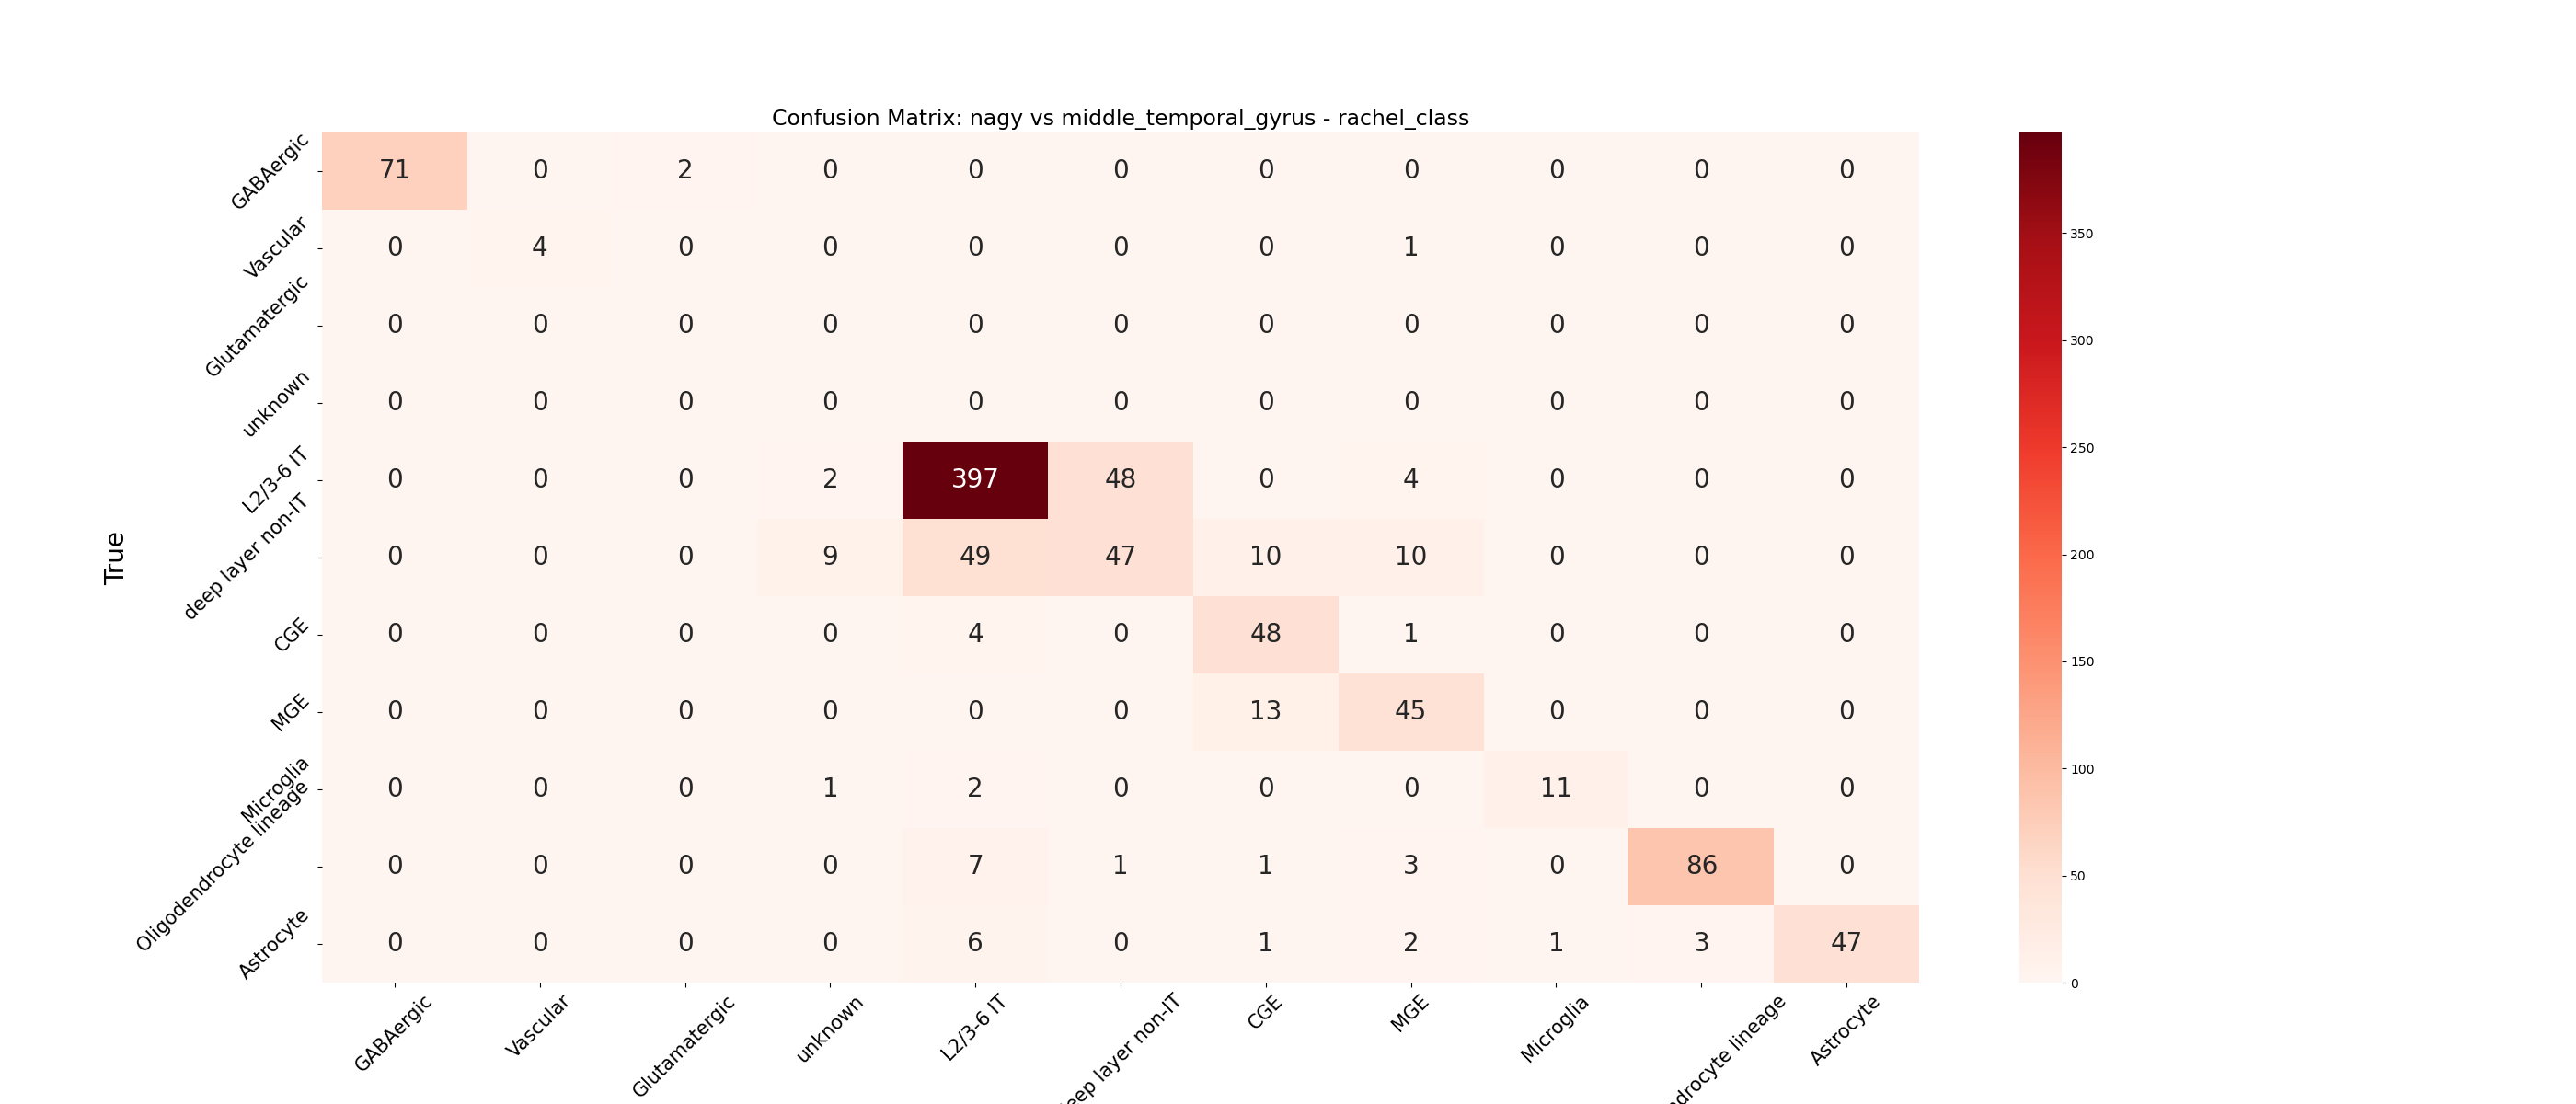 Confusion Matrix: nagy vs middle_temporal_gyrus - rachel_class
True
GABAergic 71 0 2 0 0 0 0 0 0 0 0
Vascular 0 4 0 0 0 0 0 1 0 0 0
Glutamatergic 0 0 0 0 0 0 0 0 0 0 0
unknown 0 0 0 0 0 0 0 0 0 0 0
L2/3-6 IT 0 0 0 2 397 48 0 4 0 0 0
deep layer non-IT 0 0 0 9 49 47 10 10 0 0 0
CGE 0 0 0 0 4 0 48 1 0 0 0
MGE 0 0 0 0 0 0 13 45 0 0 0
Microglia 0 0 0 1 2 0 0 0 11 0 0
Oligodendrocyte lineage 0 0 0 0 7 1 1 3 0 86 0
Astrocyte 0 0 0 0 6 0 1 2 1 3 47
GABAergic Vascular Glutamatergic unknown L2/3-6 IT eep layer non-IT CGE MGE Microglia drocyte lineage Astrocyte
350
300
250
200
150
100
50
0